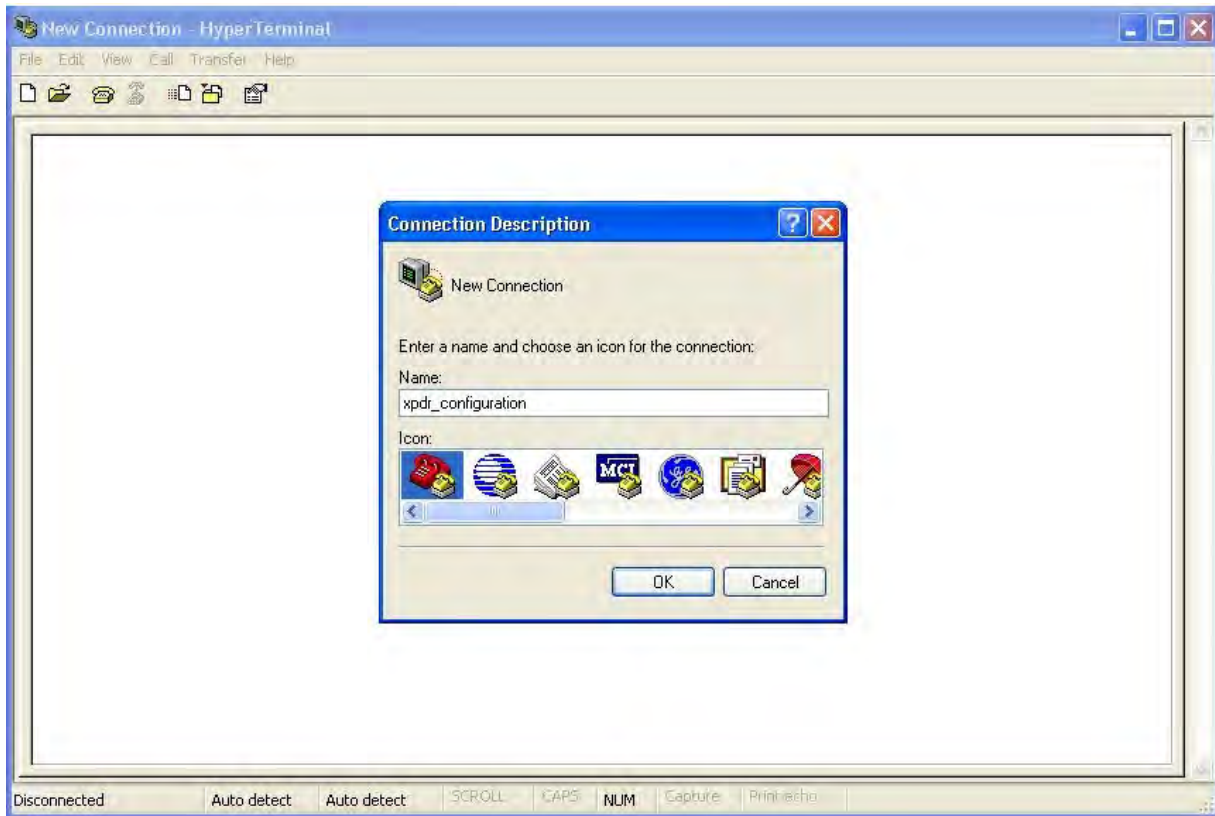 New Connection - HyperTerminal
File Edit View Call Transfer Help
Connection Description
New Connection
Enter a name and choose an icon for the connection:
Name:
xpdr_configuration
Icon:
MCI
OK Cancel
Disconnected Auto detect Auto detect SCROLL CAPS NUM Capture Print echo